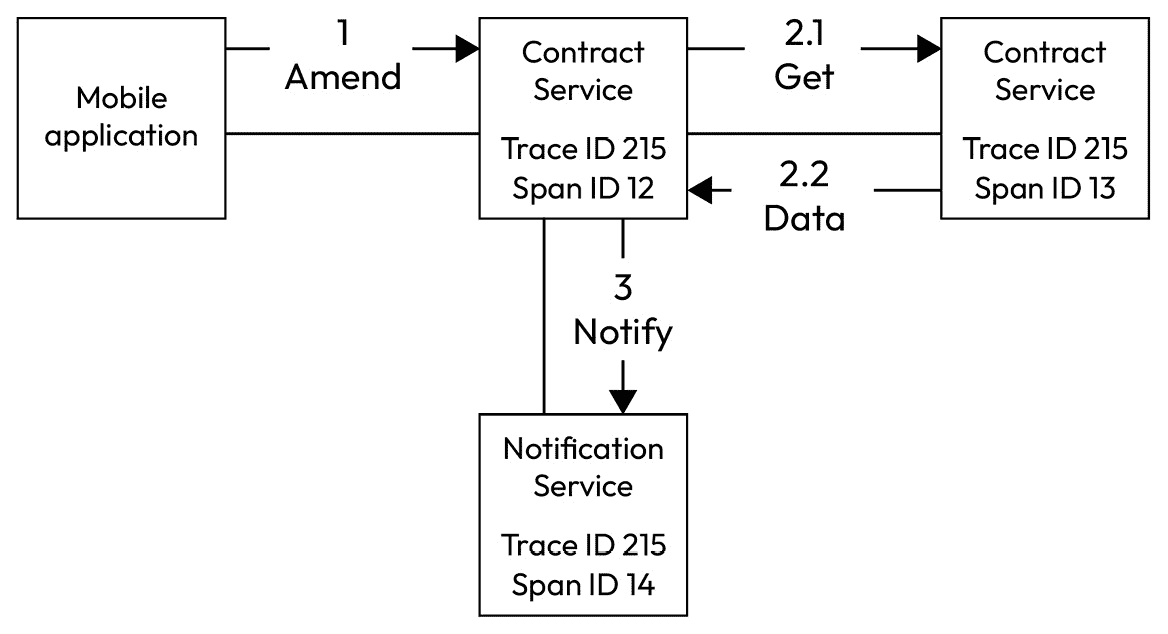 Mobile
application
1
Amend
Contract
Service
Trace ID 215
Span ID 12
2.1
Get
2.2
Data
Contract
Service
Trace ID 215
Span ID 13
3
Notify
Notification
Service
Trace ID 215
Span ID 14